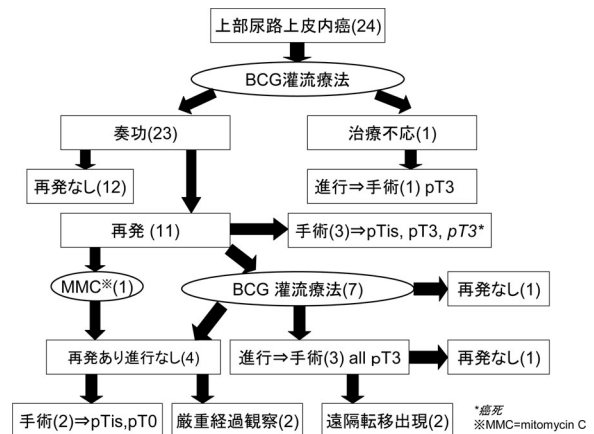 上部尿路上皮内癌(24)
BCG灌流療法
奏功(23)
治療不応(1)
再発なし(12)
進行⇒手術(1) pT3
再発 (11)
手術(3)⇒pTis, pT3, pT3*
MMC※(1)
BCG 灌流療法(7)
再発なし(1)
再発あり進行なし(4)
進行⇒手術(3) all pT3
再発なし(1)
手術(2)⇒pTis,pT0
厳重経過観察(2)
遠隔転移出現(2)
*癌死
※MMC=mitomycin C